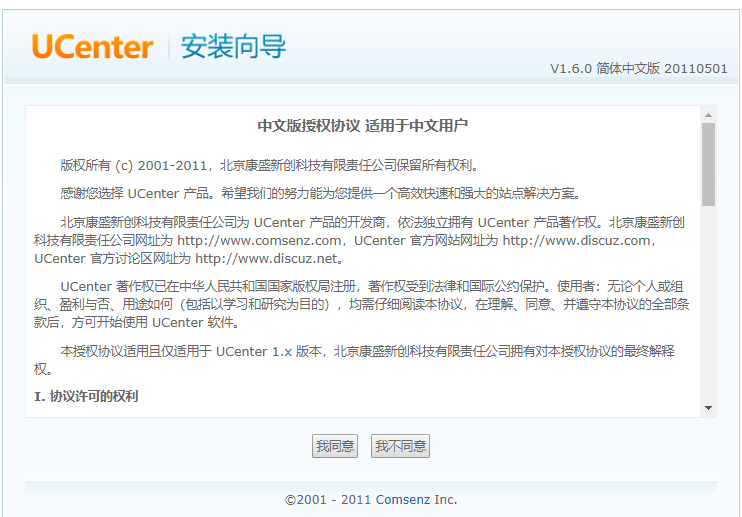 UCenter 安装向导
V1.6.0 简体中文版 20110501
中文版授权协议 适用于中文用户
版权所有 (c) 2001-2011，北京康盛新创科技有限责任公司保留所有权利。
感谢您选择 UCenter 产品。希望我们的努力能为您提供一个高效快速和强大的站点解决方案。
北京康盛新创科技有限责任公司为 UCenter 产品的开发商，依法独立拥有 UCenter 产品著作权。北京康盛新创
科技有限责任公司网址为 http://www.comsenz.com，UCenter 官方网站网址为 http://www.discuz.com，
UCenter 官方讨论区网址为 http://www.discuz.net。
UCenter 著作权已在中华人民共和国国家版权局注册，著作权受到法律和国际公约保护。使用者：无论个人或组
织、盈利与否、用途如何（包括以学习和研究为目的），均需仔细阅读本协议，在理解、同意、并遵守本协议的全部条
款后，方可开始使用 UCenter 软件。
本授权协议适用且仅适用于 UCenter 1.x 版本，北京康盛新创科技有限责任公司拥有对本授权协议的最终解释
权。
I. 协议许可的权利
我同意 我不同意
©2001 - 2011 Comsenz Inc.